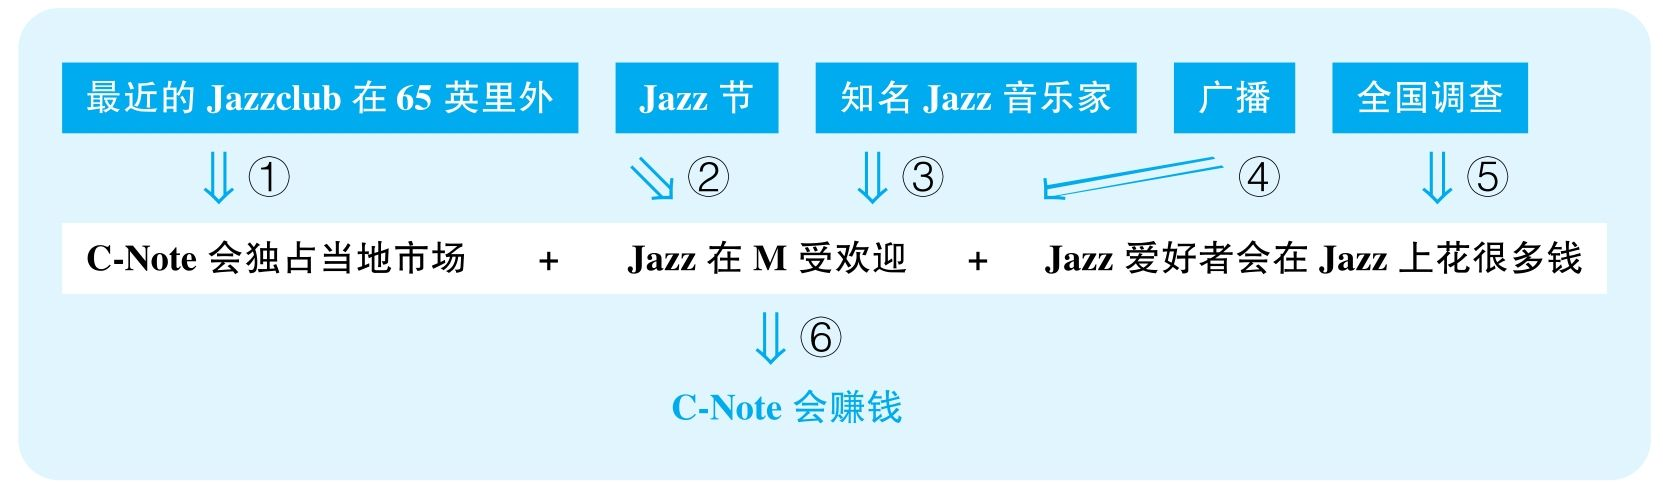 最近的 Jazzclub 在 65 英里外 Jazz 节 知名 Jazz 音乐家 广播 全国调查
① ② ③ ④ ⑤
C-Note 会独占当地市场 + Jazz 在 M 受欢迎 + Jazz 爱好者会在 Jazz 上花很多钱
⑥
C-Note 会赚钱